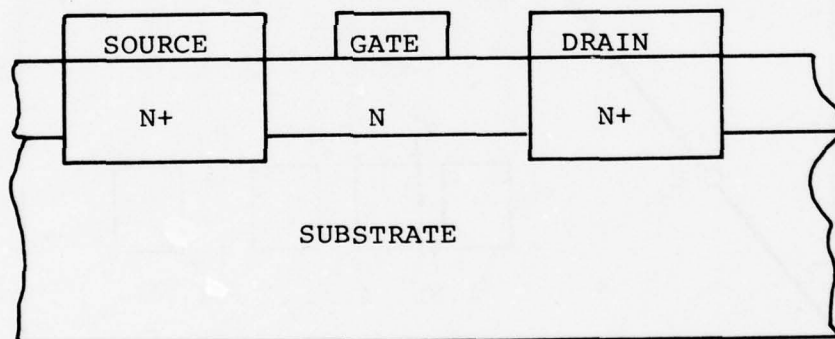 SOURCE GATE DRAIN
N+ N N+
SUBSTRATE